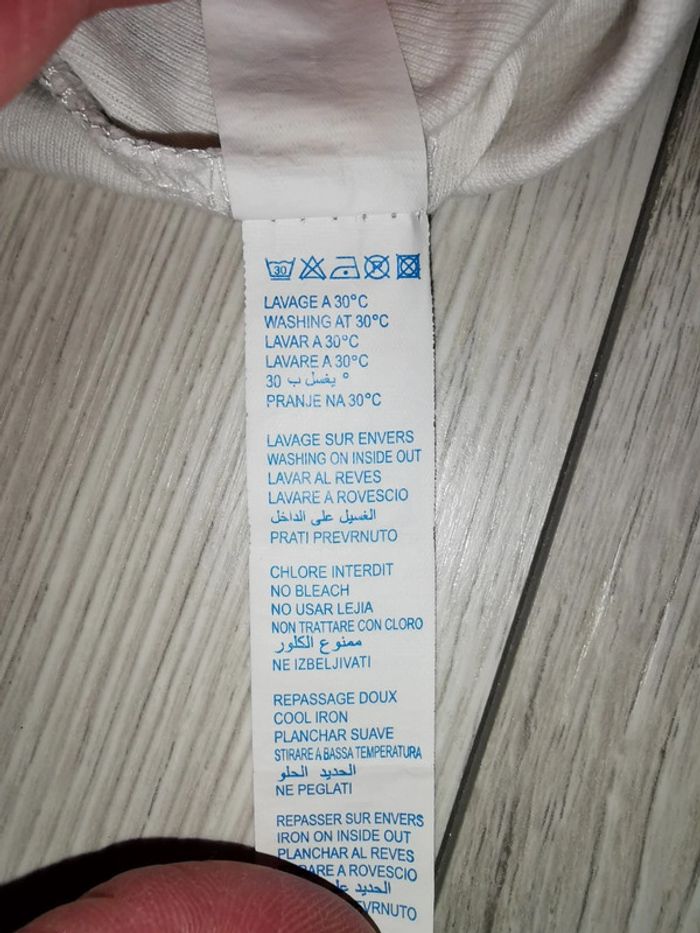 30
LAVAGE A 30°C
WASHING AT 30°C
LAVAR A 30°C
LAVARE A 30°C
يغسل ب 30 °
PRANJE NA 30°C
LAVAGE SUR ENVERS
WASHING ON INSIDE OUT
LAVAR AL REVES
LAVARE A ROVESCIO
الغسيل على الداخل
PRATI PREVRNUTO
CHLORE INTERDIT
NO BLEACH
NO USAR LEJIA
NON TRATTARE CON CLORO
ممنوع الكلور
NE IZBELJIVATI
REPASSAGE DOUX
COOL IRON
PLANCHAR SUAVE
STIRARE A BASSA TEMPERATURA
الحديد الحلو
NE PEGLATI
REPASSER SUR ENVERS
IRON ON INSIDE OUT
PLANCHAR AL REVES
A ROVESCIO
الحديد